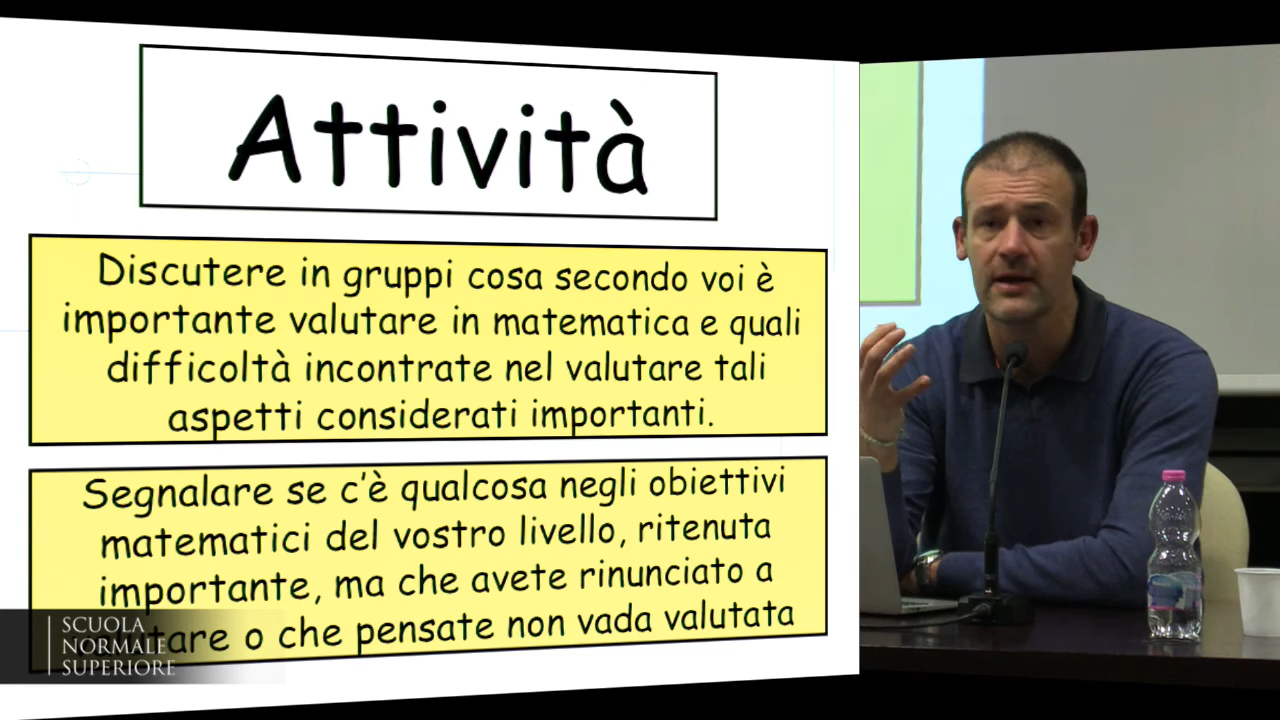 Attività
Discutere in gruppi cosa secondo voi è
importante valutare in matematica e quali
difficoltà incontrate nel valutare tali
aspetti considerati importanti.
Segnalare se c'è qualcosa negli obiettivi
matematici del vostro livello, ritenuta
importante, ma che avete rinunciato a
valutare o che pensate non vada valutata
SCUOLA
NORMALE
SUPERIORE